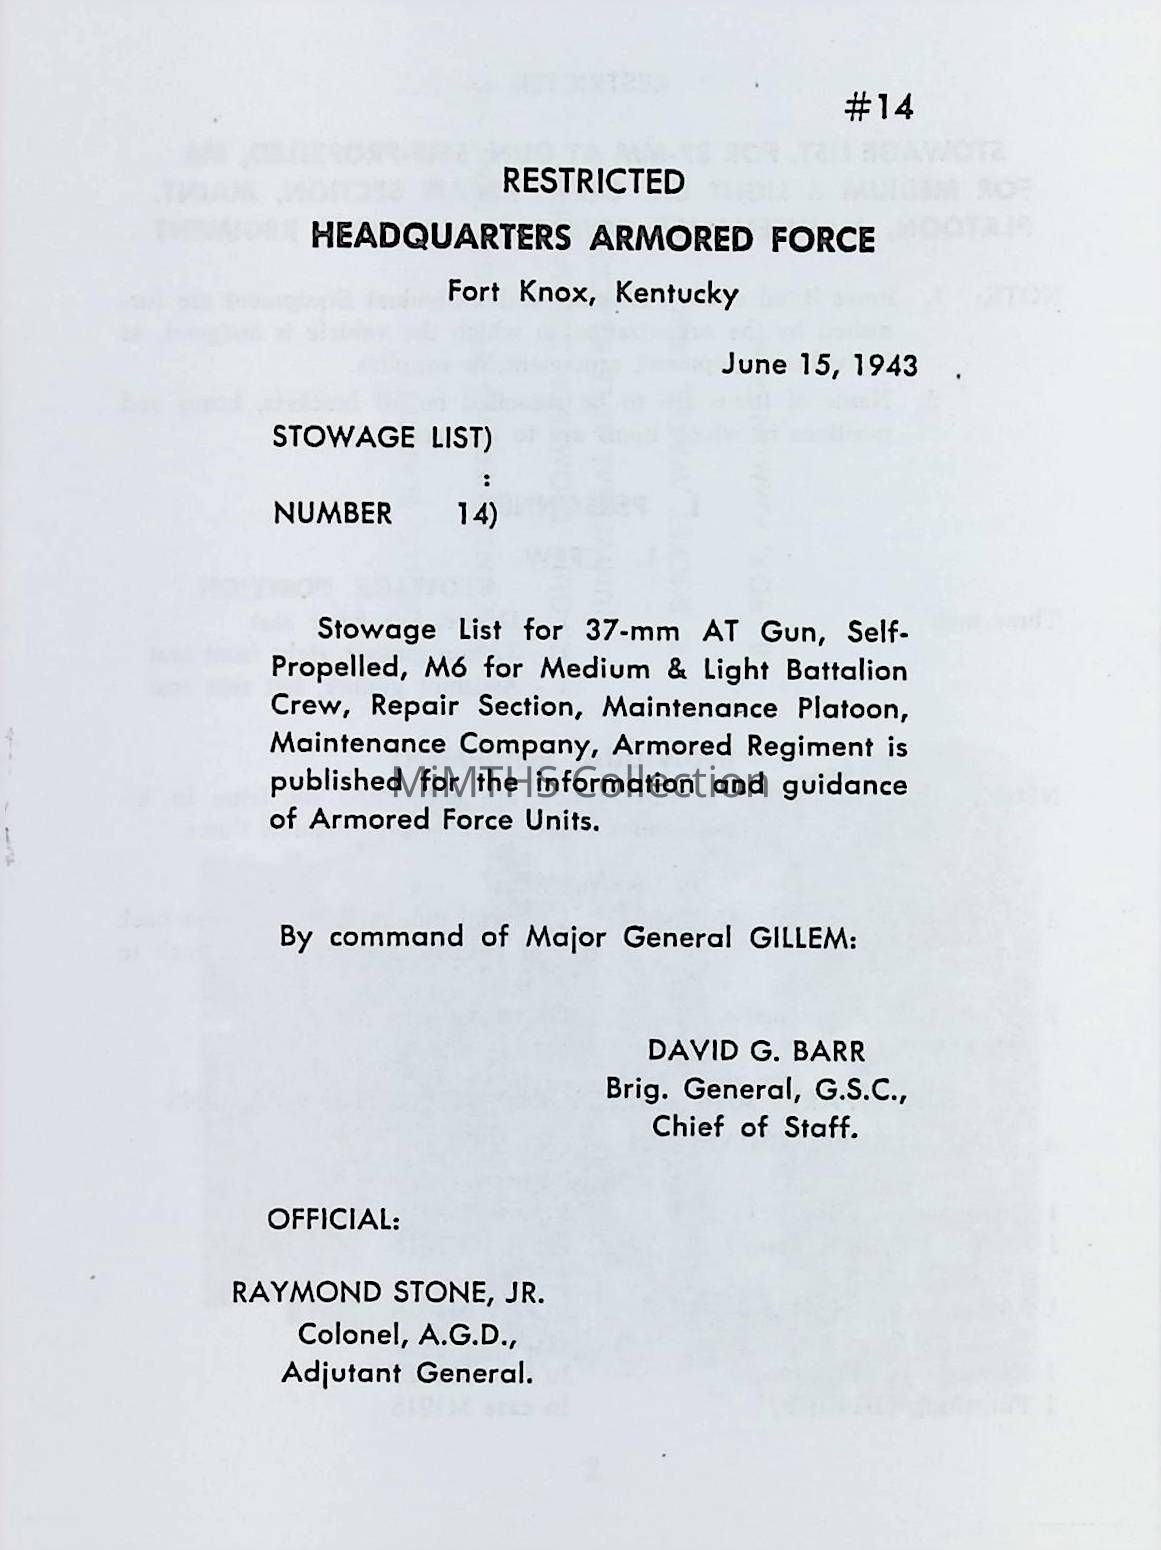 #14
RESTRICTED
HEADQUARTERS ARMORED FORCE
Fort Knox, Kentucky
June 15, 1943
STOWAGE LIST)
:
NUMBER 14)
Stowage List for 37-mm AT Gun, Self-
Propelled, M6 for Medium & Light Battalion
Crew, Repair Section, Maintenance Platoon,
Maintenance Company, Armored Regiment is
published for the information and guidance
of Armored Force Units.
MiMTHS Collection
By command of Major General GILLEM:
DAVID G. BARR
Brig. General, G.S.C.,
Chief of Staff.
OFFICIAL:
RAYMOND STONE, JR.
Colonel, A.G.D.,
Adjutant General.